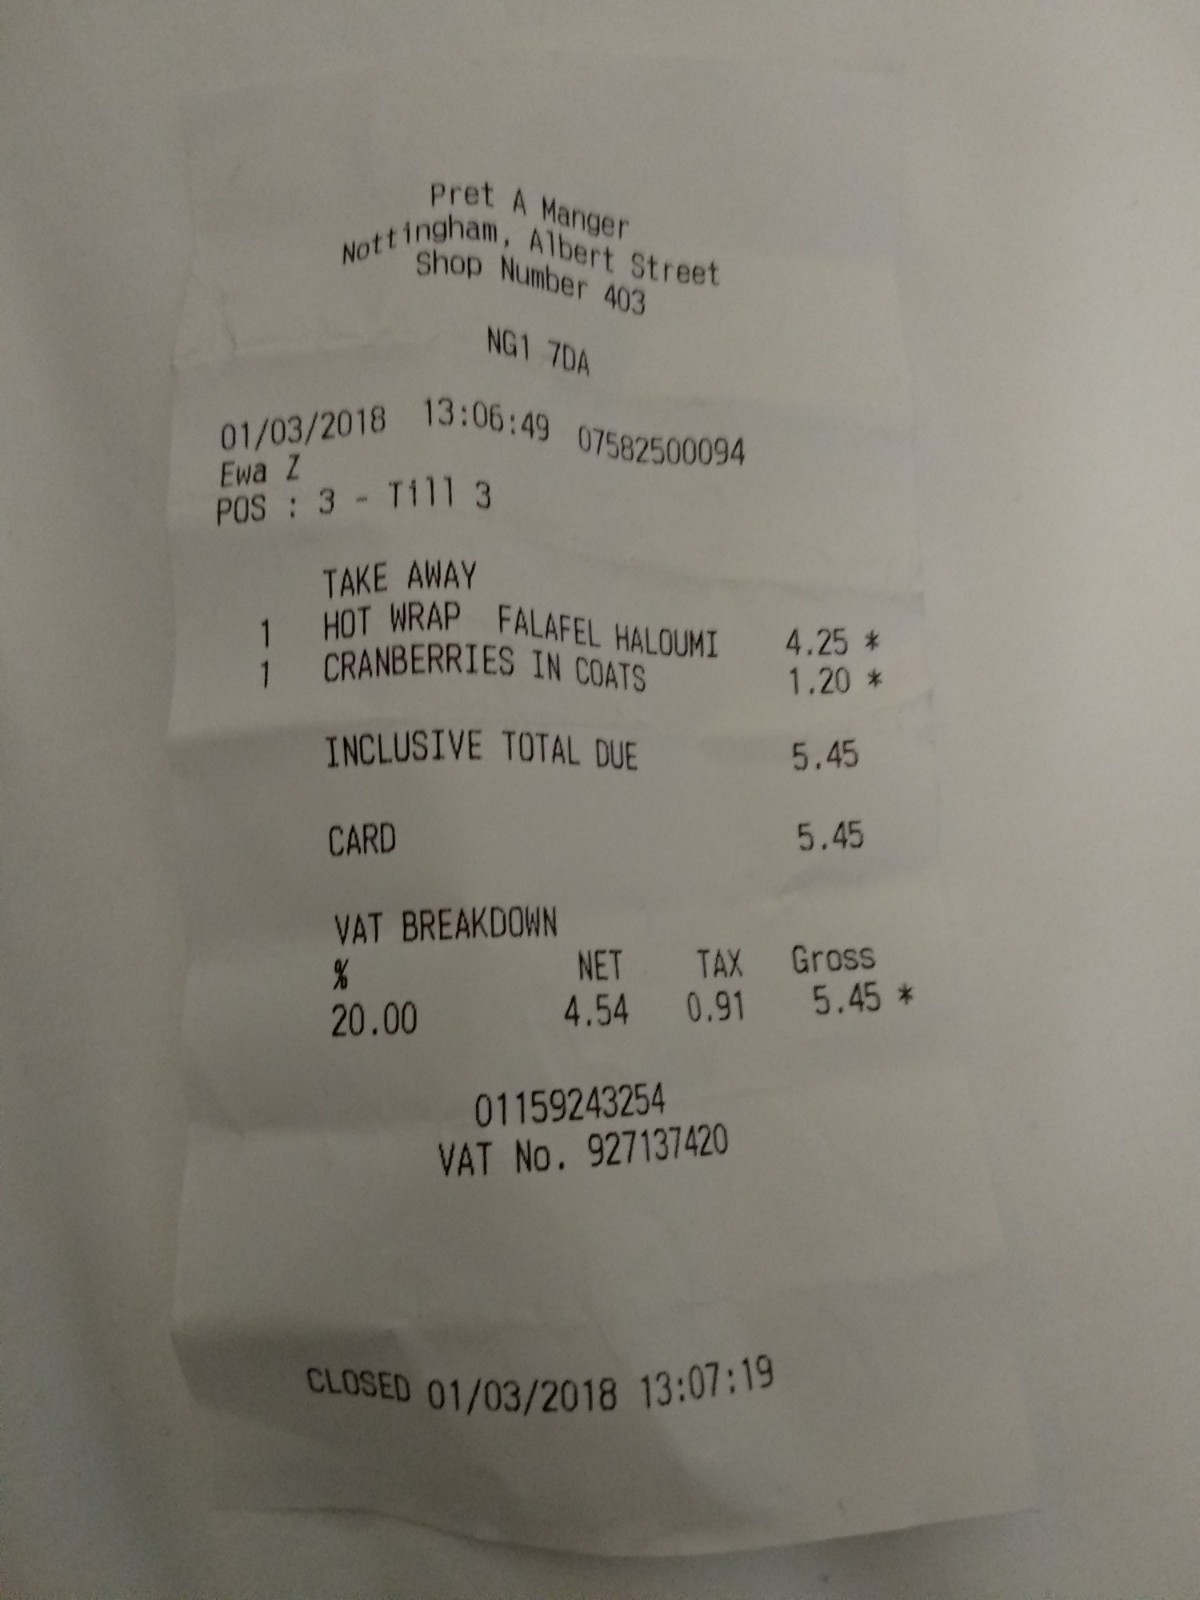 Pret A Manger
Nottingham, Albert Street
Shop Number 403
NG1 7DA
01/03/2018 13:06:49 07582500094
Ewa Z
POS : 3 - Till 3
TAKE AWAY
1 HOT WRAP FALAFEL HALOUMI 4.25 *
1 CRANBERRIES IN COATS 1.20 *
INCLUSIVE TOTAL DUE 5.45
CARD 5.45
VAT BREAKDOWN
% NET TAX Gross
20.00 4.54 0.91 5.45 *
01159243254
VAT No. 927137420
CLOSED 01/03/2018 13:07:19